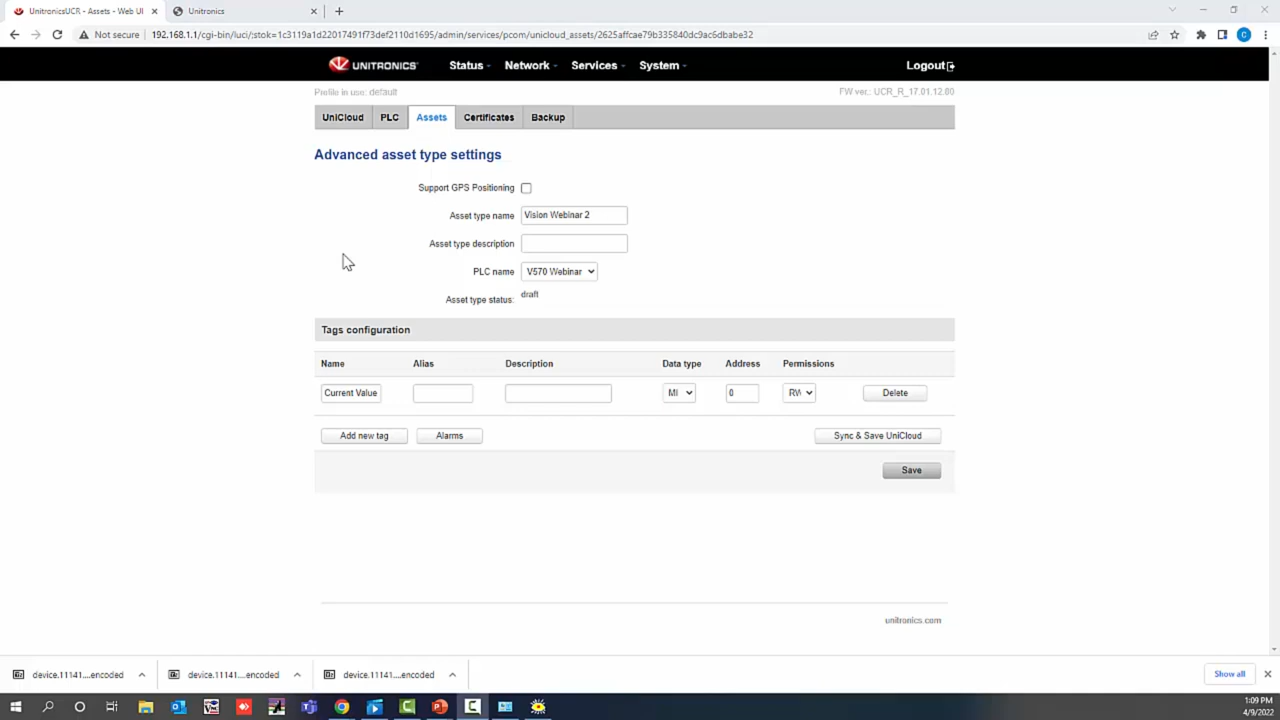 UnitronicsUCR - Assets - Web UI
Unitronics
Not secure 192.168.1.1/cgi-bin/luci/;stok=1c3119a1d22017491f73def2110d1695/admin/services/pcom/unicloud_assets/2625affcae79b335840dc9ac6dbabe32
C
UNITRONICS Status Network Services System Logout
Profile in use: default FW ver.: UCR_R_17.01.12.80
UniCloud PLC Assets Certificates Backup
Advanced asset type settings
Support GPS Positioning
Asset type name Vision Webinar 2
Asset type description
PLC name V570 Webinar
Asset type status: draft
Tags configuration
Name Alias Description Data type Address Permissions
Current Value MI 0 RW Delete
Add new tag Alarms Sync & Save UniCloud
Save
unitronics.com
device.11141....encoded device.11141....encoded device.11141....encoded Show all
1:09 PM
4/9/2022